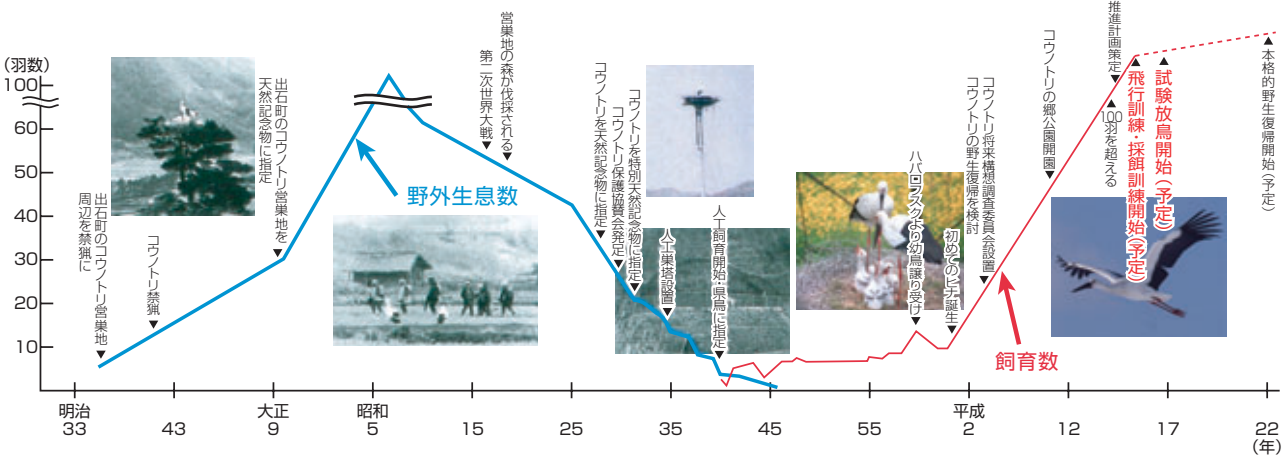 (羽数)
100
60
50
40
30
20
10
出石町のコウノトリ営巣地
周辺を禁猟に
コウノトリ禁猟
出石町のコウノトリ営巣地を
天然記念物に指定
野外生息数
第二次世界大戦
営巣地の森が伐採される
コウノトリを天然記念物に指定
コウノトリ保護協賛会発足
コウノトリを特別天然記念物に指定
人工巣塔設置
人工飼育開始・県鳥に指定
ハバロフスクより幼鳥譲り受け
初めてのヒナ誕生
コウノトリ将来構想調査委員会設置
コウノトリの野生復帰を検討
飼育数
コウノトリの郷公園開園
推進計画策定
100羽を超える
飛行訓練・採餌訓練開始(予定)
試験放鳥開始(予定)
本格的野生復帰開始(予定)
明治
33
43
大正
9
昭和
5
15
25
35
45
55
平成
2
12
17
22
(年)